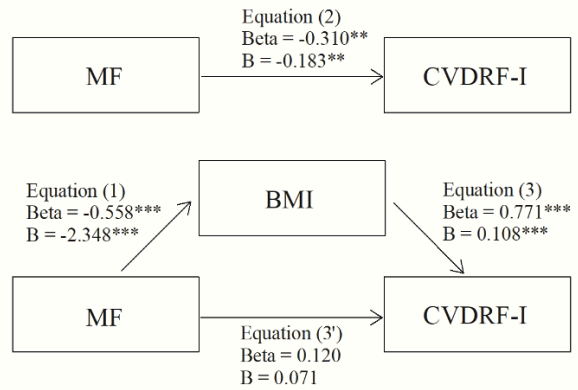 Equation (2)
Beta = -0.310**
B = -0.183**
MF
CVDRF-I
Equation (1)
Beta = -0.558***
B = -2.348***
BMI
Equation (3)
Beta = 0.771***
B = 0.108***
MF
CVDRF-I
Equation (3')
Beta = 0.120
B = 0.071